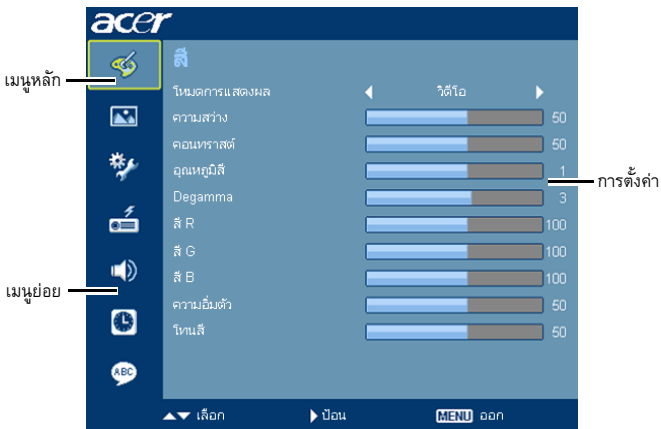 acer
สี
เมนูหลัก
โหมดการแสดงผล วิดีโอ
ความสว่าง 50
คอนทราสต์ 50
อุณหภูมิสี 1
การตั้งค่า
Degamma 3
สี R 100
สี G 100
สี B 100
เมนูย่อย
ความอิ่มตัว 50
โทนสี 50
ABC
เลือก ป้อน MENU ออก